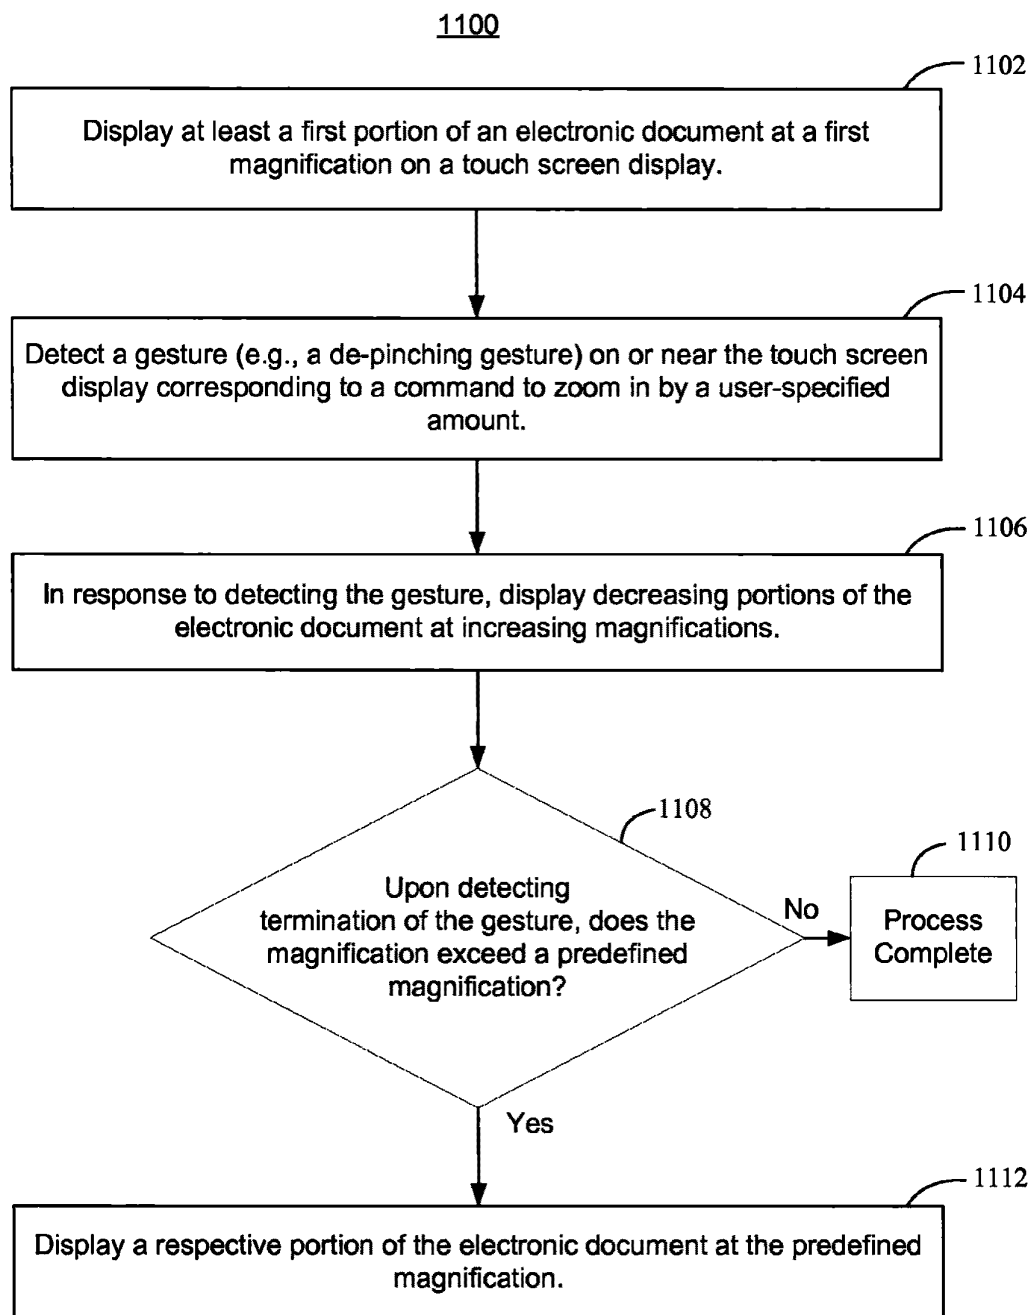 1100
1102
Display at least a first portion of an electronic document at a first
magnification on a touch screen display.
1104
Detect a gesture (e.g., a de-pinching gesture) on or near the touch screen
display corresponding to a command to zoom in by a user-specified
amount.
1106
In response to detecting the gesture, display decreasing portions of the
electronic document at increasing magnifications.
1108
Upon detecting
termination of the gesture, does the
magnification exceed a predefined
magnification?
No
1110
Process
Complete
Yes
1112
Display a respective portion of the electronic document at the predefined
magnification.